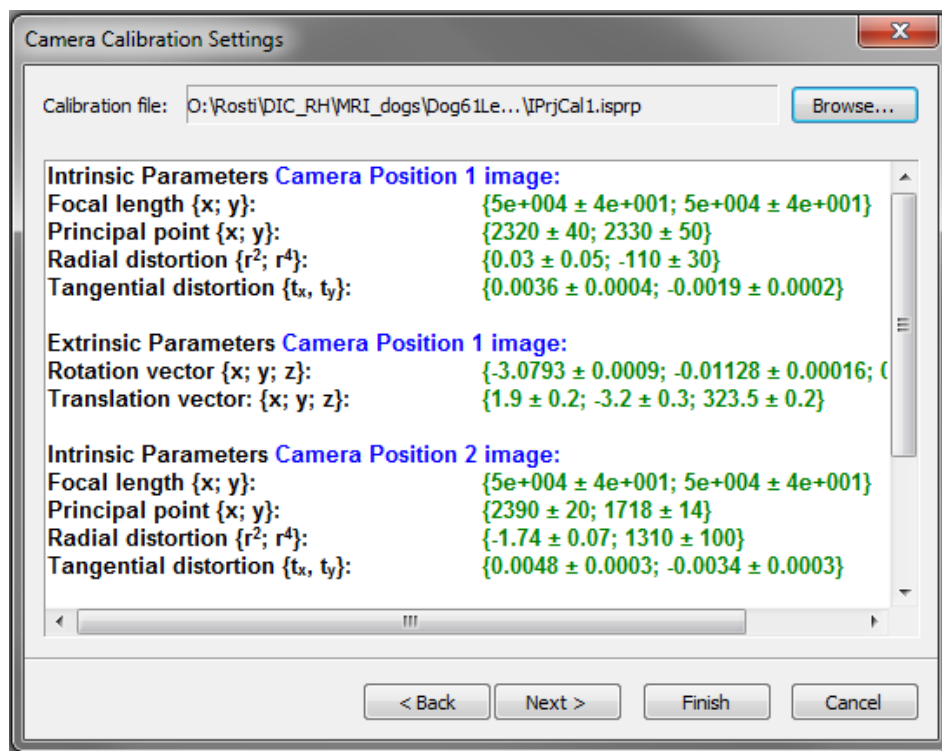 Camera Calibration Settings
Calibration file: O:\Rosti\DIC_RH\MRI_dogs\Dog61Le...\IPrjCal1.isprp Browse...
Intrinsic Parameters Camera Position 1 image:
Focal length {x; y}: {5e+004 ± 4e+001; 5e+004 ± 4e+001}
Principal point {x; y}: {2320 ± 40; 2330 ± 50}
Radial distortion {r²; r⁴}: {0.03 ± 0.05; -110 ± 30}
Tangential distortion {tₓ, tᵧ}: {0.0036 ± 0.0004; -0.0019 ± 0.0002}
Extrinsic Parameters Camera Position 1 image:
Rotation vector {x; y; z}: {-3.0793 ± 0.0009; -0.01128 ± 0.00016;
Translation vector: {x; y; z}: {1.9 ± 0.2; -3.2 ± 0.3; 323.5 ± 0.2}
Intrinsic Parameters Camera Position 2 image:
Focal length {x; y}: {5e+004 ± 4e+001; 5e+004 ± 4e+001}
Principal point {x; y}: {2390 ± 20; 1718 ± 14}
Radial distortion {r²; r⁴}: {-1.74 ± 0.07; 1310 ± 100}
Tangential distortion {tₓ, tᵧ}: {0.0048 ± 0.0003; -0.0034 ± 0.0003}
< Back Next > Finish Cancel